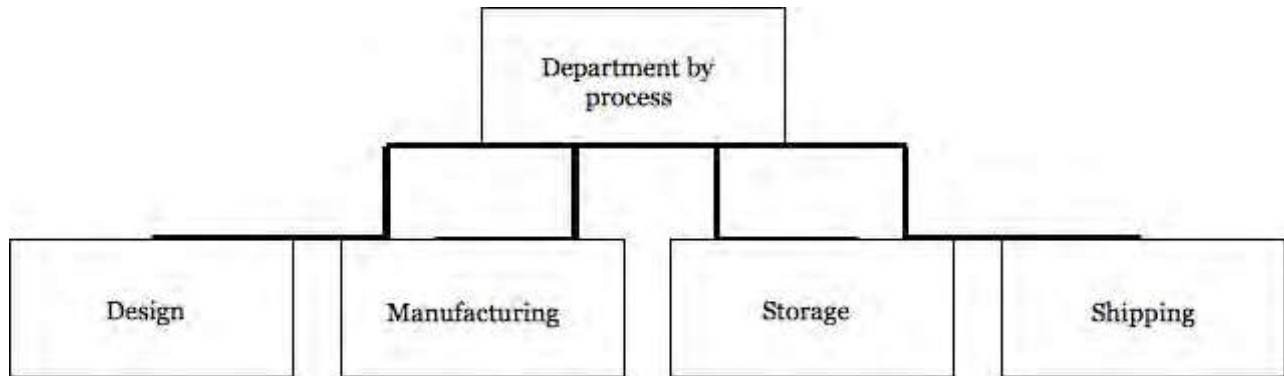 Department by
process
Design
Manufacturing
Storage
Shipping